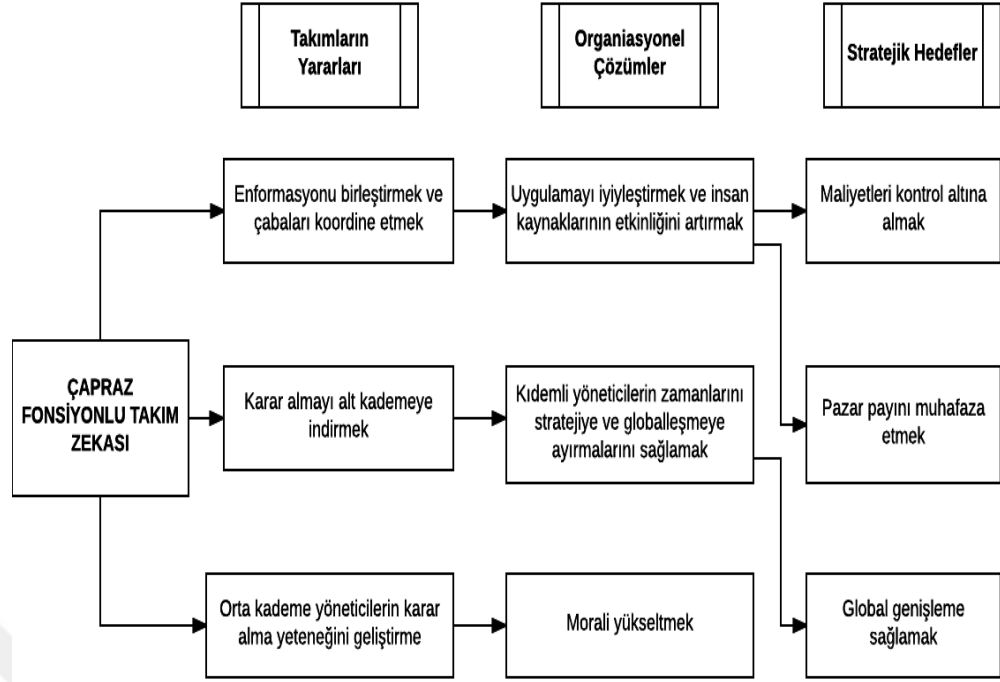 Takımların
Yararları
Organiasyonel
Çözümler
Stratejik Hedefler
Enformasyonu birleştirmek ve
çabaları koordine etmek
Uygulamayı iyiyleştirmek ve insan
kaynaklarının etkinliğini artırmak
Maliyetleri kontrol altına
almak
ÇAPRAZ
FONSİYONLU TAKIM
ZEKASI
Karar almayı alt kademeye
indirmek
Kıdemli yöneticilerin zamanlarını
stratejiye ve globalleşmeye
ayırmalarını sağlamak
Pazar payını muhafaza
etmek
Orta kademe yöneticilerin karar
alma yeteneğini geliştirme
Morali yükseltmek
Global genişleme
sağlamak